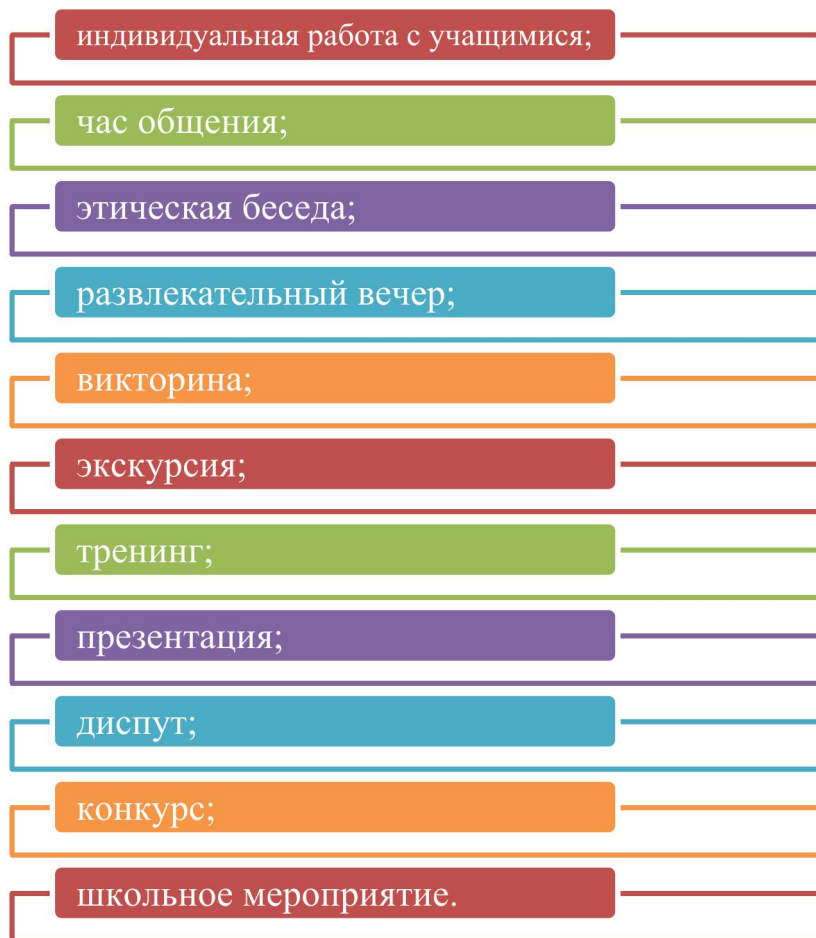 индивидуальная работа с учащимися;
час общения;
этическая беседа;
развлекательный вечер;
викторина;
экскурсия;
тренинг;
презентация;
диспут;
конкурс;
школьное мероприятие.